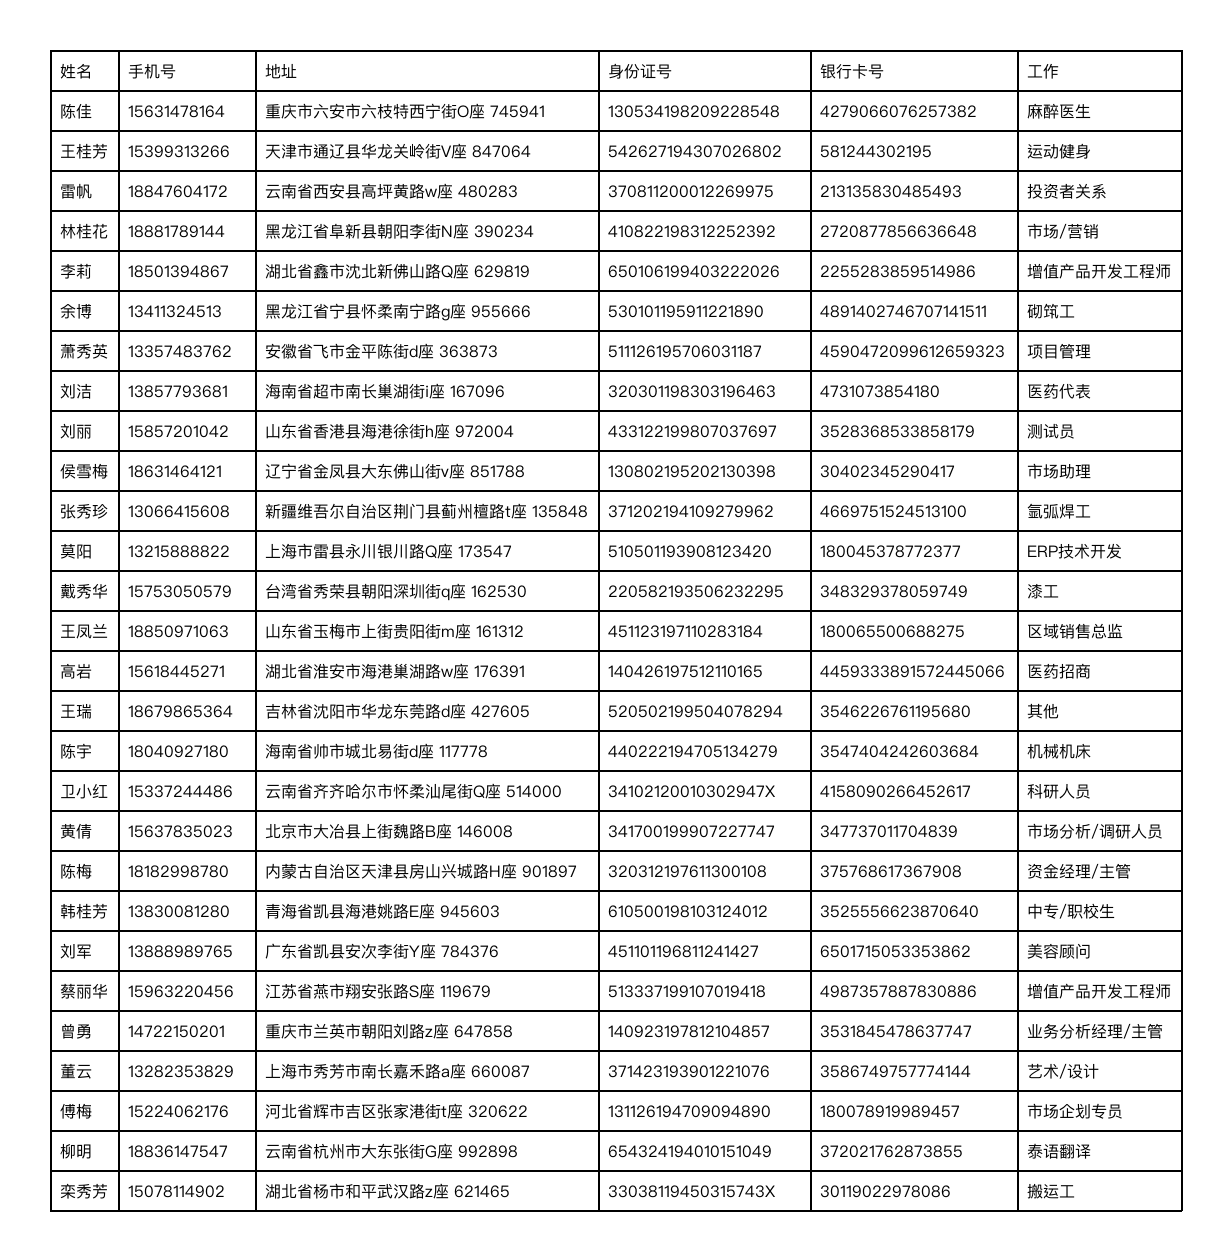 姓名 手机号 地址 身份证号 银行卡号 工作
陈佳 15631478164 重庆市六安市六枝特西宁街O座 745941 130534198209228548 4279066076257382 麻醉医生
王桂芳 15399313266 天津市通辽县华龙关岭街V座 847064 542627194307026802 581244302195 运动健身
雷帆 18847604172 云南省西安县高坪黄路w座 480283 370811200012269975 213135830485493 投资者关系
林桂花 18881789144 黑龙江省阜新县朝阳李街N座 390234 410822198312252392 2720877856636648 市场/营销
李莉 18501394867 湖北省鑫市沈北新佛山路Q座 629819 650106199403222026 2255283859514986 增值产品开发工程师
余博 13411324513 黑龙江省宁县怀柔南宁路g座 955666 530101195911221890 4891402746707141511 砌筑工
萧秀英 13357483762 安徽省飞市金平陈街d座 363873 511126195706031187 4590472099612659323 项目管理
刘洁 13857793681 海南省超市南长巢湖街i座 167096 320301198303196463 4731073854180 医药代表
刘丽 15857201042 山东省香港县海港徐街h座 972004 433122199807037697 3528368533858179 测试员
侯雪梅 18631464121 辽宁省金凤县大东佛山街v座 851788 130802195202130398 30402345290417 市场助理
张秀珍 13066415608 新疆维吾尔自治区荆门县蓟州檀路t座 135848 371202194109279962 4669751524513100 氩弧焊工
莫阳 13215888822 上海市雷县永川银川路Q座 173547 510501193908123420 180045378772377 ERP技术开发
戴秀华 15753050579 台湾省秀荣县朝阳深圳街q座 162530 220582193506232295 348329378059749 漆工
王凤兰 18850971063 山东省玉梅市上街贵阳街m座 161312 451123197110283184 180065500688275 区域销售总监
高岩 15618445271 湖北省淮安市海港巢湖路w座 176391 140426197512110165 4459333891572445066 医药招商
王瑞 18679865364 吉林省沈阳市华龙东莞路d座 427605 520502199504078294 3546226761195680 其他
陈宇 18040927180 海南省帅市城北易街d座 117778 440222194705134279 3547404242603684 机械机床
卫小红 15337244486 云南省齐齐哈尔市怀柔汕尾街Q座 514000 34102120010302947X 4158090266452617 科研人员
黄倩 15637835023 北京市大冶县上街魏路B座 146008 341700199907227747 347737011704839 市场分析/调研人员
陈梅 18182998780 内蒙古自治区天津县房山兴城路H座 901897 320312197611300108 375768617367908 资金经理/主管
韩桂芳 13830081280 青海省凯县海港姚路E座 945603 610500198103124012 3525556623870640 中专/职校生
刘军 13888989765 广东省凯县安次李街Y座 784376 451101196811241427 6501715053353862 美容顾问
蔡丽华 15963220456 江苏省燕市翔安张路S座 119679 513337199107019418 4987357887830886 增值产品开发工程师
曾勇 14722150201 重庆市兰英市朝阳刘路z座 647858 140923197812104857 3531845478637747 业务分析经理/主管
董云 13282353829 上海市秀芳市南长嘉禾路a座 660087 371423193901221076 3586749757774144 艺术/设计
傅梅 15224062176 河北省辉市吉区张家港街t座 320622 131126194709094890 180078919989457 市场企划专员
柳明 18836147547 云南省杭州市大东张街G座 992898 654324194010151049 372021762873855 泰语翻译
栾秀芳 15078114902 湖北省杨市和平武汉路z座 621465 33038119450315743X 30119022978086 搬运工